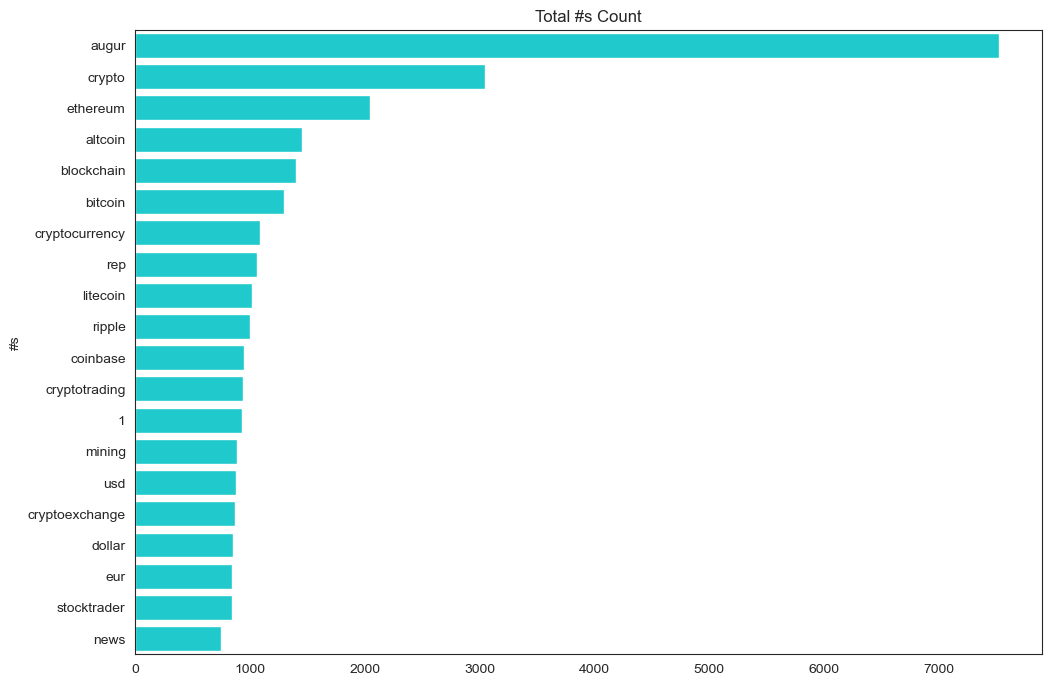 Total #s Count
#s
augur
crypto
ethereum
altcoin
blockchain
bitcoin
cryptocurrency
rep
litecoin
ripple
coinbase
cryptotrading
1
mining
usd
cryptoexchange
dollar
eur
stocktrader
news
0 1000 2000 3000 4000 5000 6000 7000